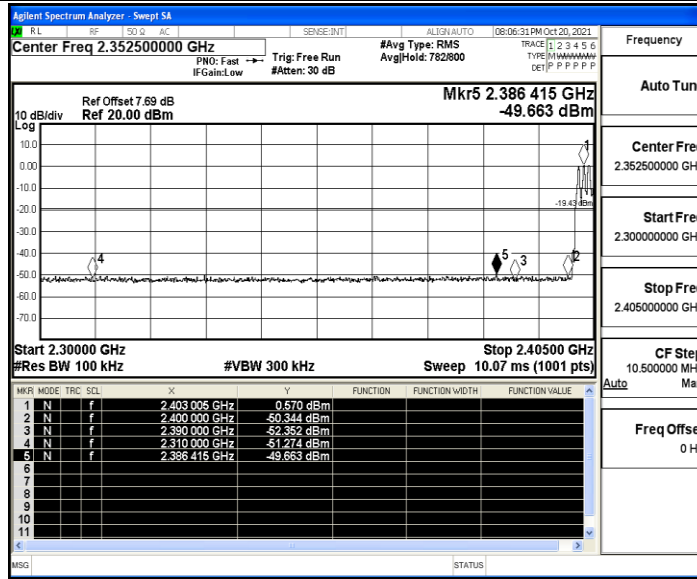 Agilent Spectrum Analyzer - Swept SA
RL RF 50 Ω AC SENSE:INT ALIGN AUTO 08:06:31 PM Oct 20, 2021
Center Freq 2.352500000 GHz
PNO: Fast
IFGain:Low
Trig: Free Run
#Atten: 30 dB
#Avg Type: RMS
Avg|Hold: 782/800
TRACE 1 2 3 4 5 6
TYPE
DET P P P P P P
Frequency
Mkr5 2.386 415 GHz
-49.663 dBm
Ref Offset 7.69 dB
Ref 20.00 dBm
10 dB/div
Log
10.0
0.00
-10.0
-20.0
-30.0
-40.0
-50.0
-60.0
-70.0
1
-19.43 dBm
4
5
3
2
Start 2.30000 GHz
Stop 2.40500 GHz
#Res BW 100 kHz
#VBW 300 kHz
Sweep 10.07 ms (1001 pts)
MKR MODE TRC SCL X Y FUNCTION FUNCTION WIDTH FUNCTION VALUE
1 N f 2.403 005 GHz 0.570 dBm
2 N f 2.400 000 GHz -50.344 dBm
3 N f 2.390 000 GHz -52.352 dBm
4 N f 2.310 000 GHz -51.274 dBm
5 N f 2.386 415 GHz -49.663 dBm
6
7
8
9
10
11
MSG STATUS
Auto Tun
Center Fre
2.352500000 GH
Start Fre
2.300000000 GH
Stop Fre
2.405000000 GH
CF Ste
10.500000 MH
Auto Ma
Freq Offse
0 H